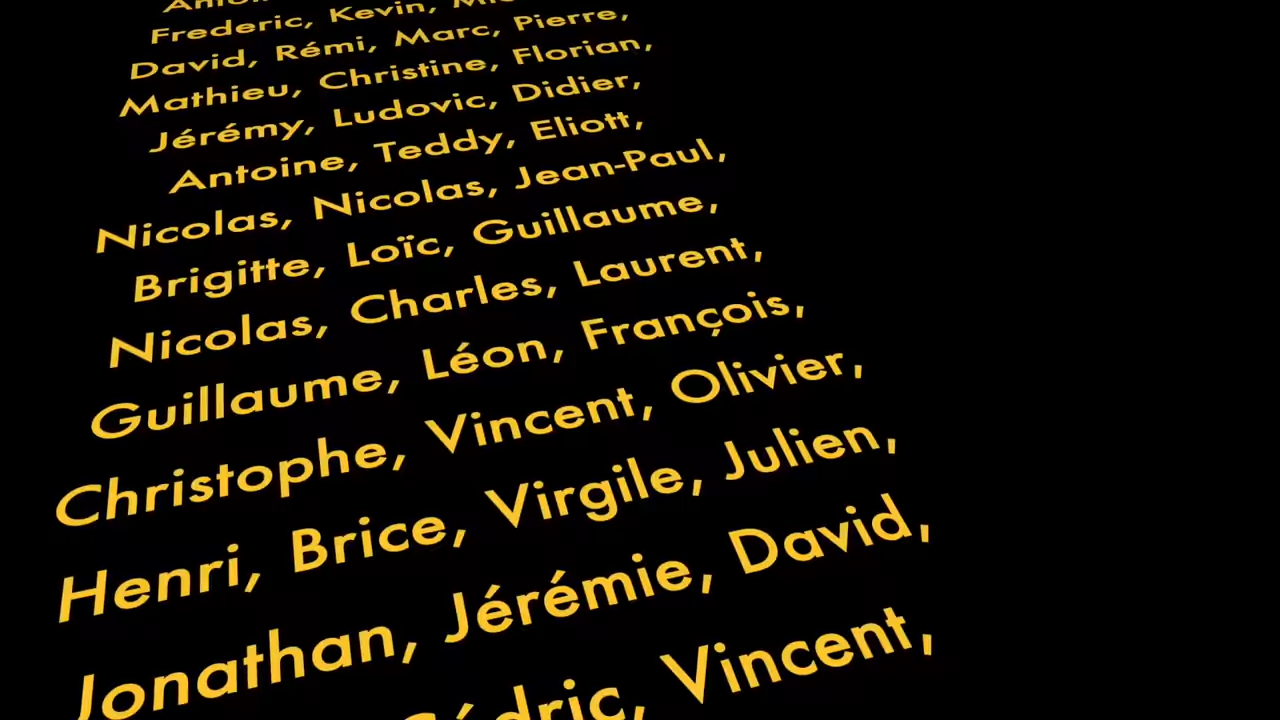 Frederic, Kevin,
David, Rémi, Marc, Pierre,
Mathieu, Christine, Florian,
Jérémy, Ludovic, Didier,
Antoine, Teddy, Eliott,
Nicolas, Nicolas, Jean-Paul,
Brigitte, Loïc, Guillaume,
Nicolas, Charles, Laurent,
Guillaume, Léon, François,
Christophe, Vincent, Olivier,
Henri, Brice, Virgile, Julien,
Jonathan, Jérémie, David,
Cédric, Vincent,